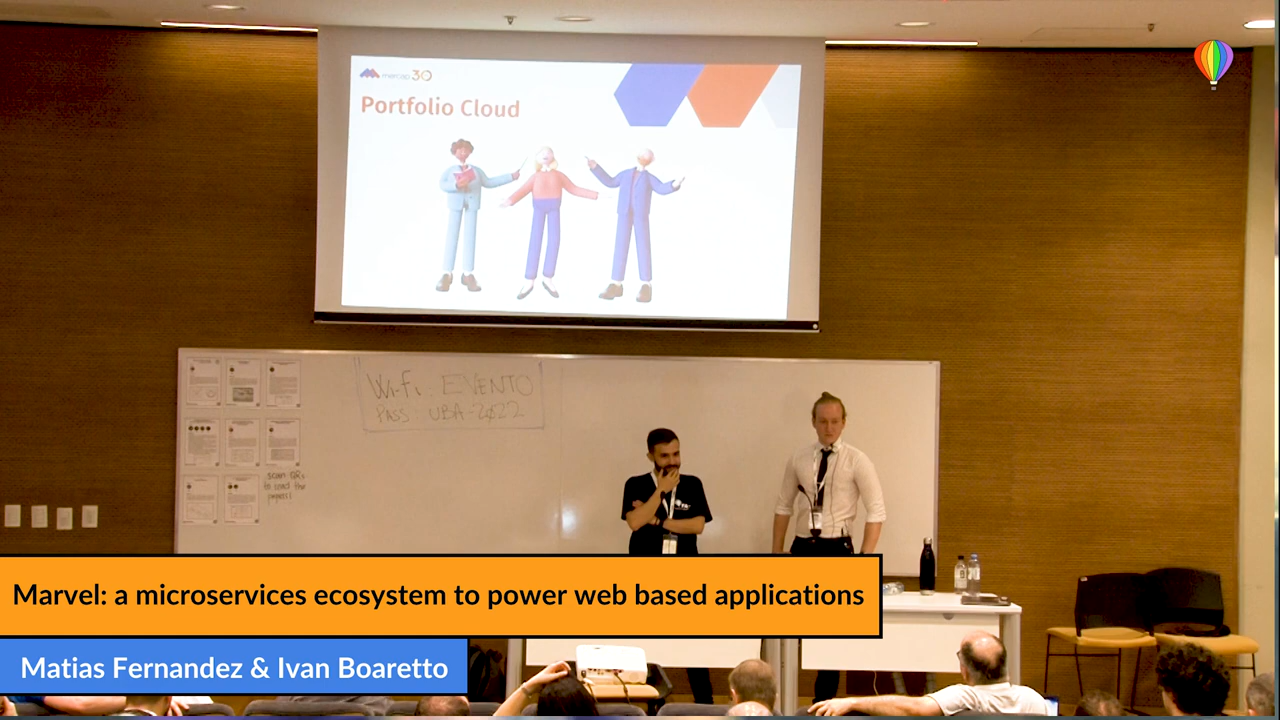 mercap 30
Portfolio Cloud
Wi-Fi: EVENTO
PASS: UBA-2022
scan QRs
to read the
papers!
Marvel: a microservices ecosystem to power web based applications
Matias Fernandez & Ivan Boaretto